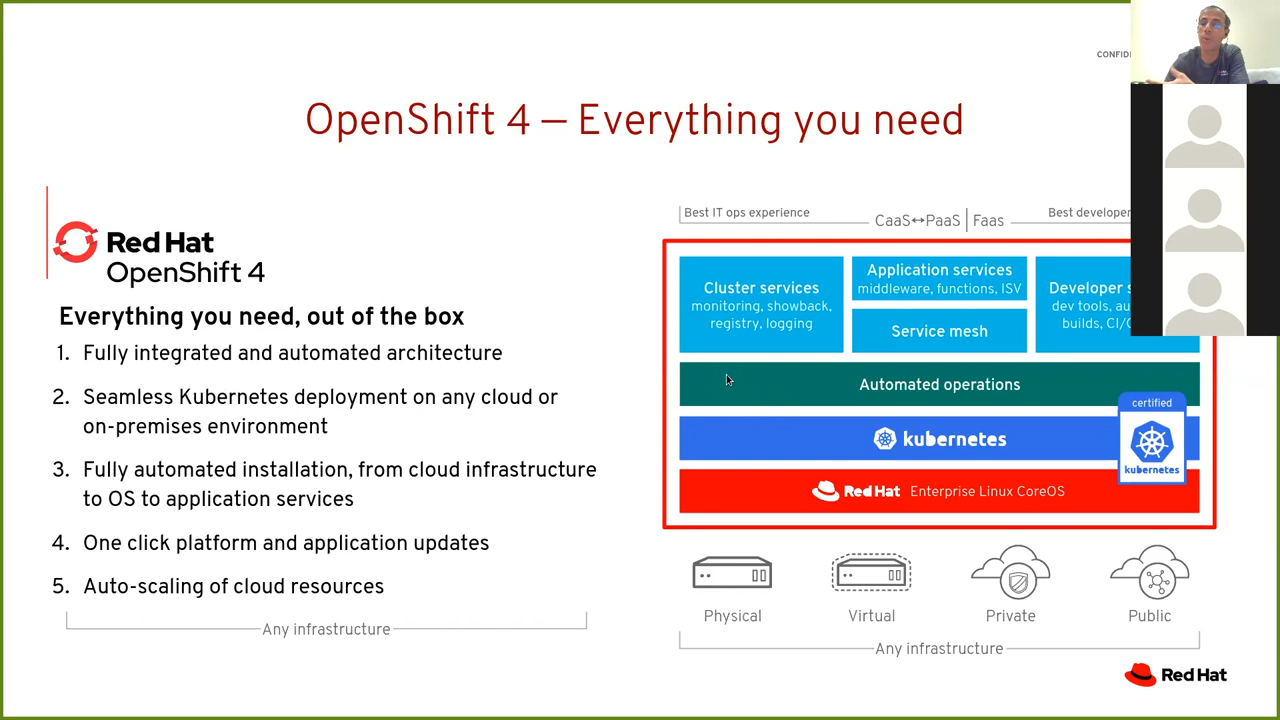 OpenShift 4 – Everything you need
Red Hat
OpenShift 4
Everything you need, out of the box
1. Fully integrated and automated architecture
2. Seamless Kubernetes deployment on any cloud or
on-premises environment
3. Fully automated installation, from cloud infrastructure
to OS to application services
4. One click platform and application updates
5. Auto-scaling of cloud resources
Any infrastructure
Best IT ops experience
CaaS↔PaaS | Faas
Best
Cluster services
monitoring, showback,
registry, logging
Application services
middleware, functions, ISV
Service mesh
Developer
dev tools,
builds,
Automated operations
kubernetes
certified
kubernetes
Red Hat Enterprise Linux CoreOS
Physical
Virtual
Private
Public
Any infrastructure
Red Hat